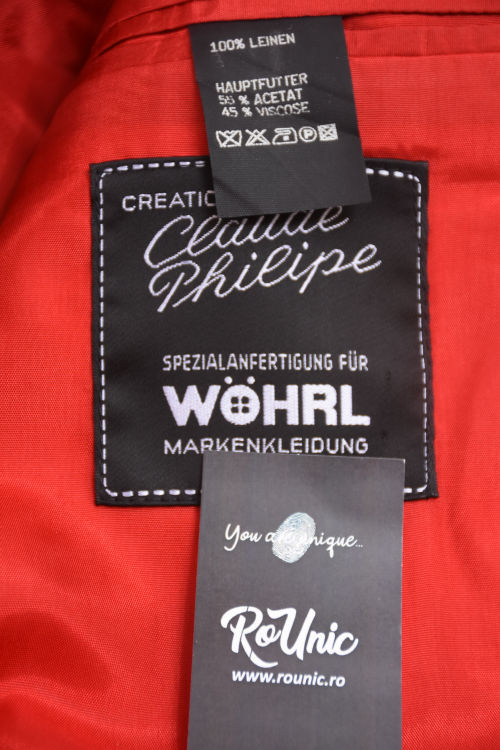 100% LEINEN
HAUPTFUTTER
55 % ACETAT
45 % VISCOSE
P
CREATIO
Claude
Philipe
SPEZIALANFERTIGUNG FÜR
WÖHRL
MARKENKLEIDUNG
You are unique...
RoUnic
www.rounic.ro